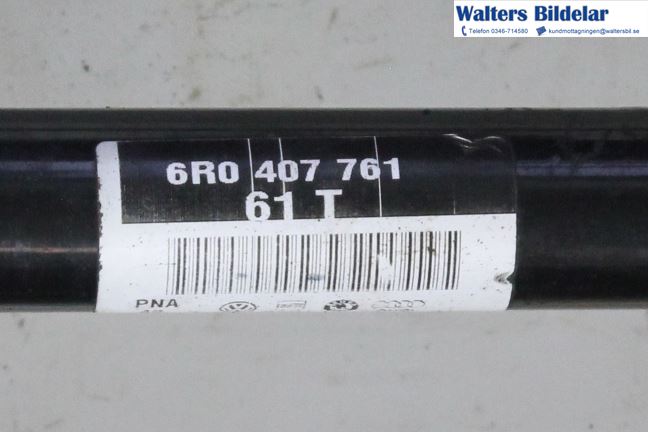 Walters Bildelar
Telefon 0346-714580 kundmottagningen@waltersbil.se
6R0 407 761
61 T
PNA